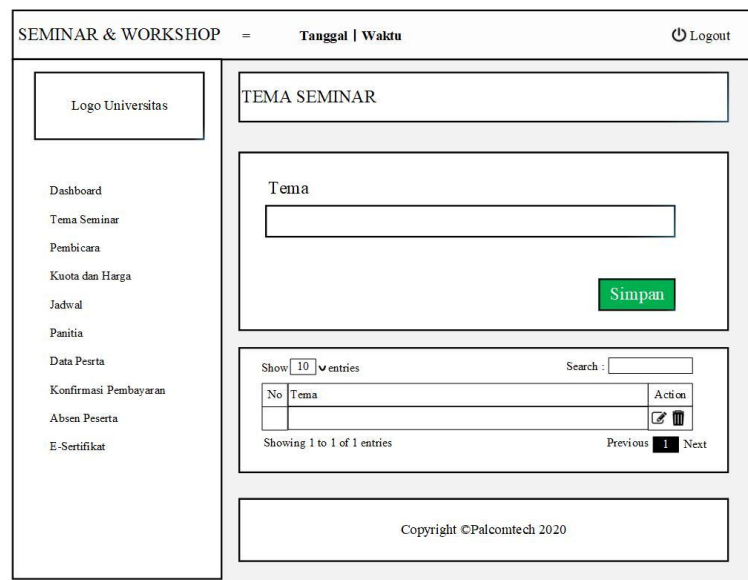 SEMINAR & WORKSHOP = Tanggal | Waktu Logout
Logo Universitas
Dashboard
Tema Seminar
Pembicara
Kuota dan Harga
Jadwal
Panitia
Data Pesrta
Konfirmasi Pembayaran
Absen Peserta
E-Sertifikat
TEMA SEMINAR
Tema
Simpan
Show 10 entries Search :
No Tema Action
Showing 1 to 1 of 1 entries Previous 1 Next
Copyright ©Palcomtech 2020